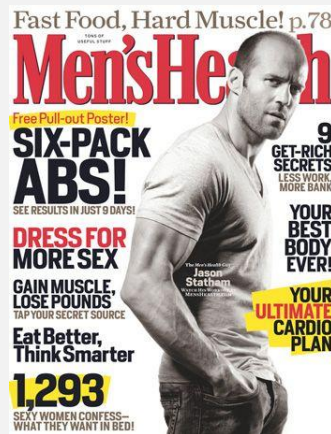 Fast Food, Hard Muscle! p.78
TONS OF
USEFUL STUFF
Men'sHealth
Free Pull-out Poster!
SIX-PACK
ABS!
SEE RESULTS IN JUST 9 DAYS!
DRESS FOR
MORE SEX
GAIN MUSCLE,
LOSE POUNDS
TAP YOUR SECRET SOURCE
Eat Better,
Think Smarter
1,293
SEXY WOMEN CONFESS—
WHAT THEY WANT IN BED!
The Men's Health
Jason
Statham
MENSHEALTH
9
GET-RICH
SECRETS
LESS WORK,
MORE BANK
YOUR
BEST
BODY
EVER!
YOUR
ULTIMATE
CARDIO
PLAN